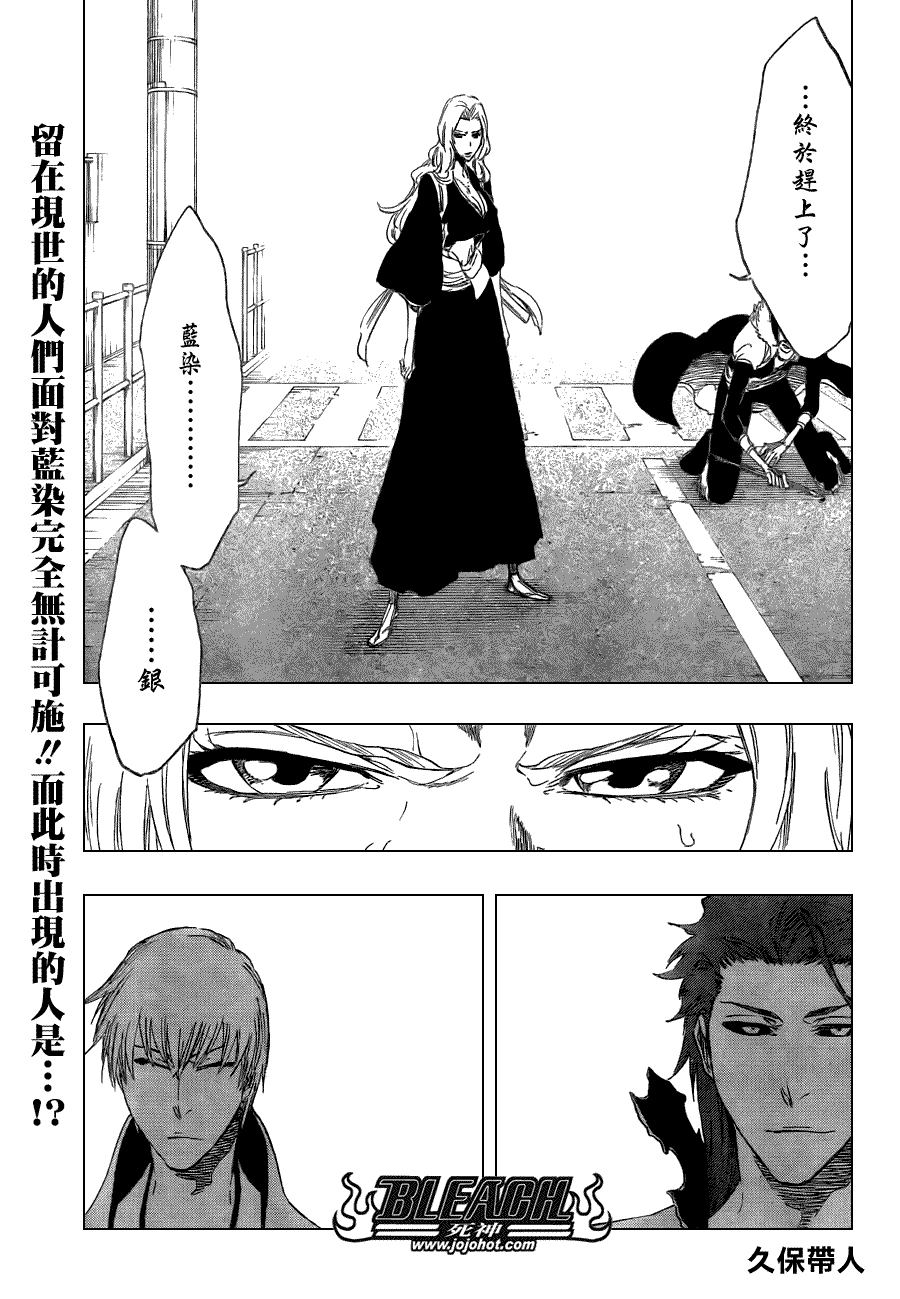 …終於趕上了…
藍染…………
……銀
留在現世的人們面對藍染完全無計可施!!而此時出現的人是…!?
BLEACH
死神
www.jojohot.com
久保帶人